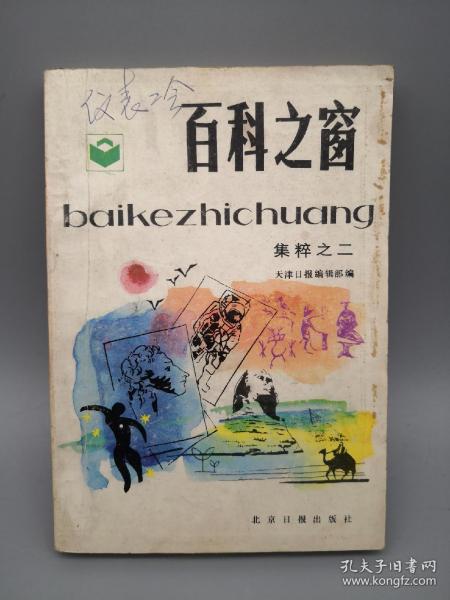 仪表工会
百科之窗
baikezhichuang
集粹之二
天津日报编辑部编
北京日报出版社
孔夫子旧书网
www.kongfz.com